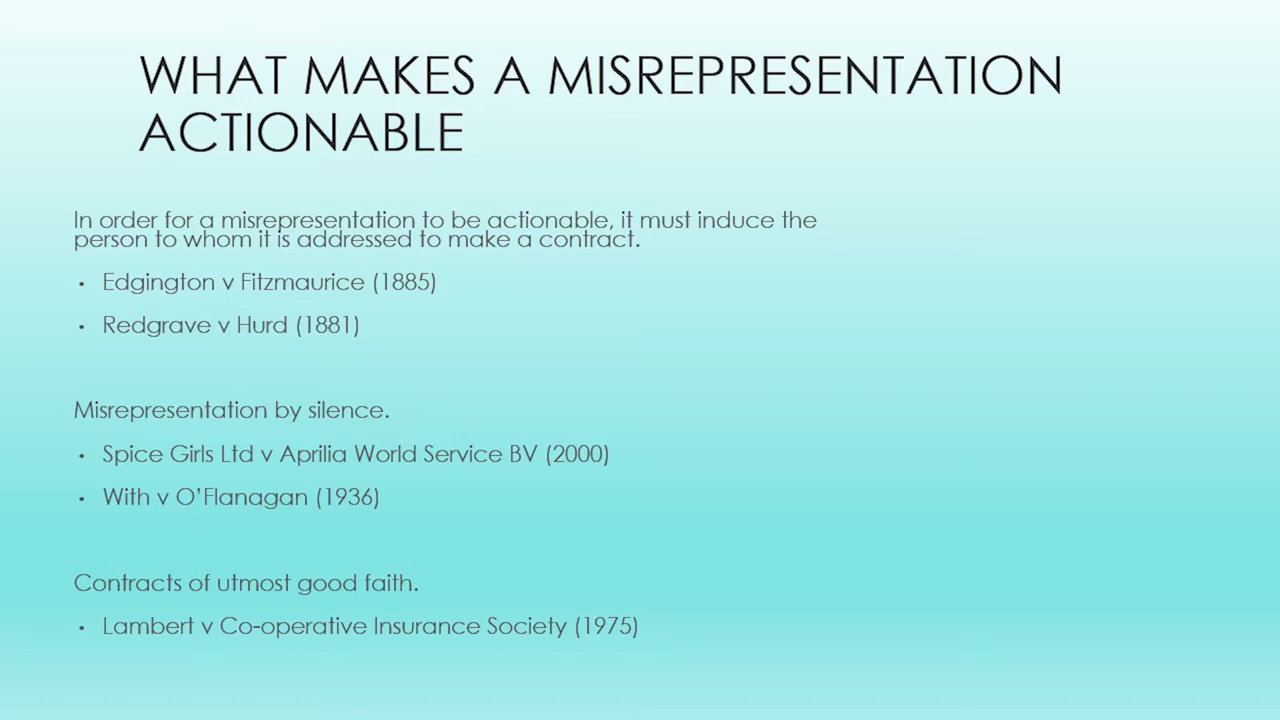 WHAT MAKES A MISREPRESENTATION
ACTIONABLE
In order for a misrepresentation to be actionable, it must induce the
person to whom it is addressed to make a contract.
• Edgington v Fitzmaurice (1885)
• Redgrave v Hurd (1881)
Misrepresentation by silence.
• Spice Girls Ltd v Aprilia World Service BV (2000)
• With v O'Flanagan (1936)
Contracts of utmost good faith.
• Lambert v Co-operative Insurance Society (1975)